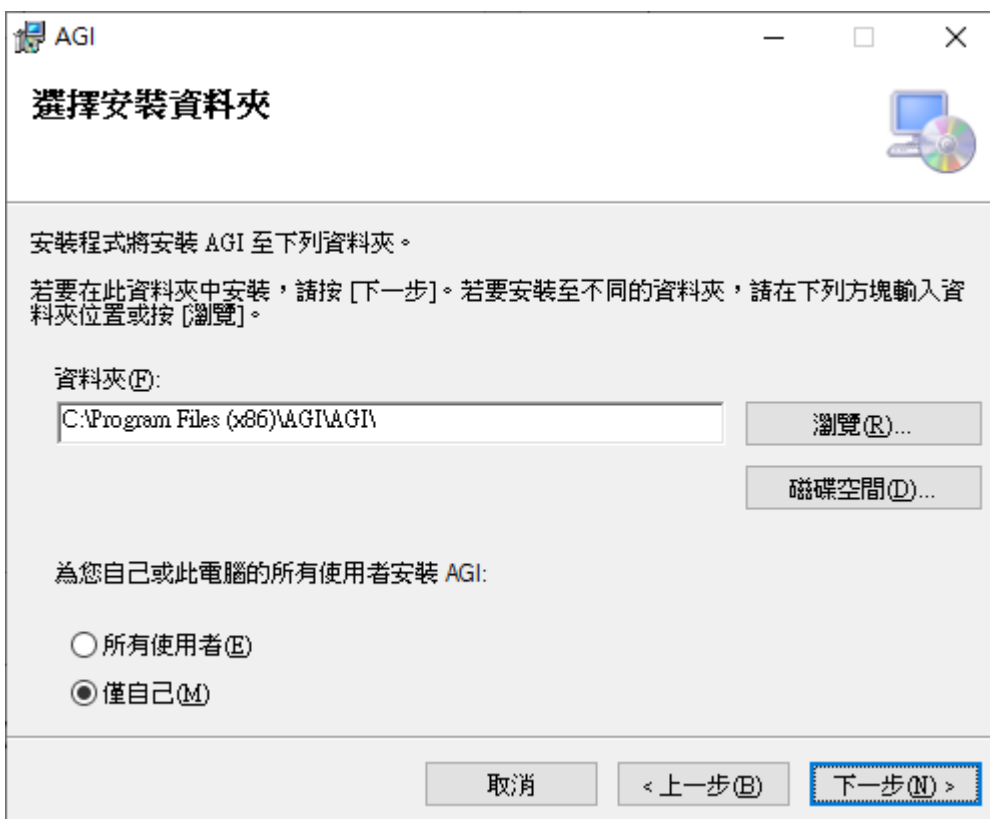 AGI
選擇安裝資料夾
安裝程式將安裝 AGI 至下列資料夾。
若要在此資料夾中安裝，請按 [下一步]。若要安裝至不同的資料夾，請在下列方塊輸入資
料夾位置或按 [瀏覽]。
資料夾(F):
C:\Program Files (x86)\AGI\AGI\
瀏覽(R)...
磁碟空間(D)...
為您自己或此電腦的所有使用者安裝 AGI:
所有使用者(E)
僅自己(M)
取消
< 上一步(B)
下一步(N) >